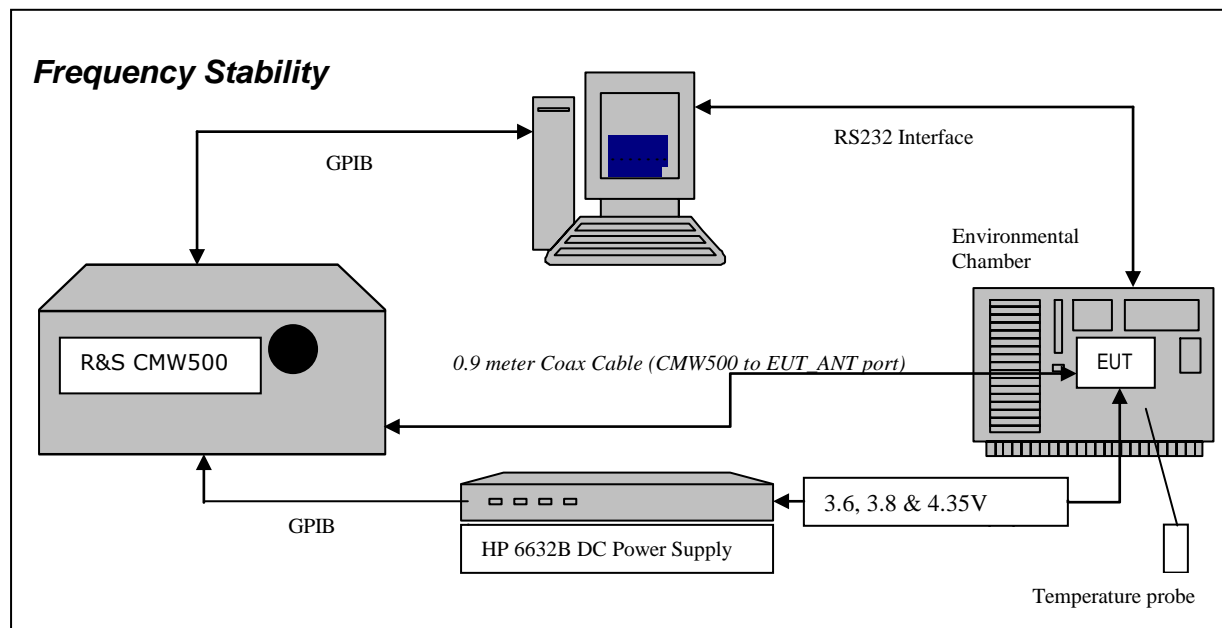 Frequency Stability
RS232 Interface
GPIB
Environmental
Chamber
R&S CMW500
0.9 meter Coax Cable (CMW500 to EUT_ANT port)
EUT
3.6, 3.8 & 4.35V
GPIB
HP 6632B DC Power Supply
Temperature probe